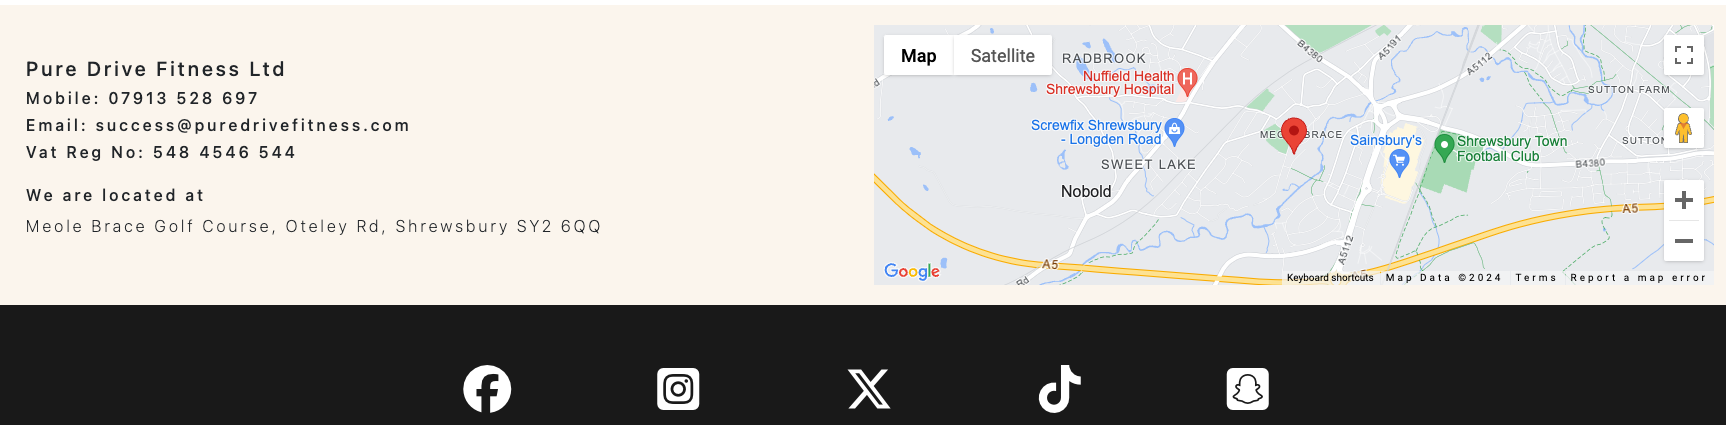 Pure Drive Fitness Ltd
Mobile: 07913 528 697
Email: success@puredrivefitness.com
Vat Reg No: 548 4546 544
We are located at
Meole Brace Golf Course, Oteley Rd, Shrewsbury SY2 6QQ
Map
Satellite
RADBROOK
Nuffield Health
Shrewsbury Hospital
B4380
A5191
A5112
SUTTON FARM
Screwfix Shrewsbury
- Longden Road
SWEET LAKE
Nobold
BRACE
Sainsbury's
Shrewsbury Town
Football Club
SUTTON
B4380
A5
A5
A5112
Rd
Google
Keyboard shortcuts
Map Data ©2024
Terms
Report a map error